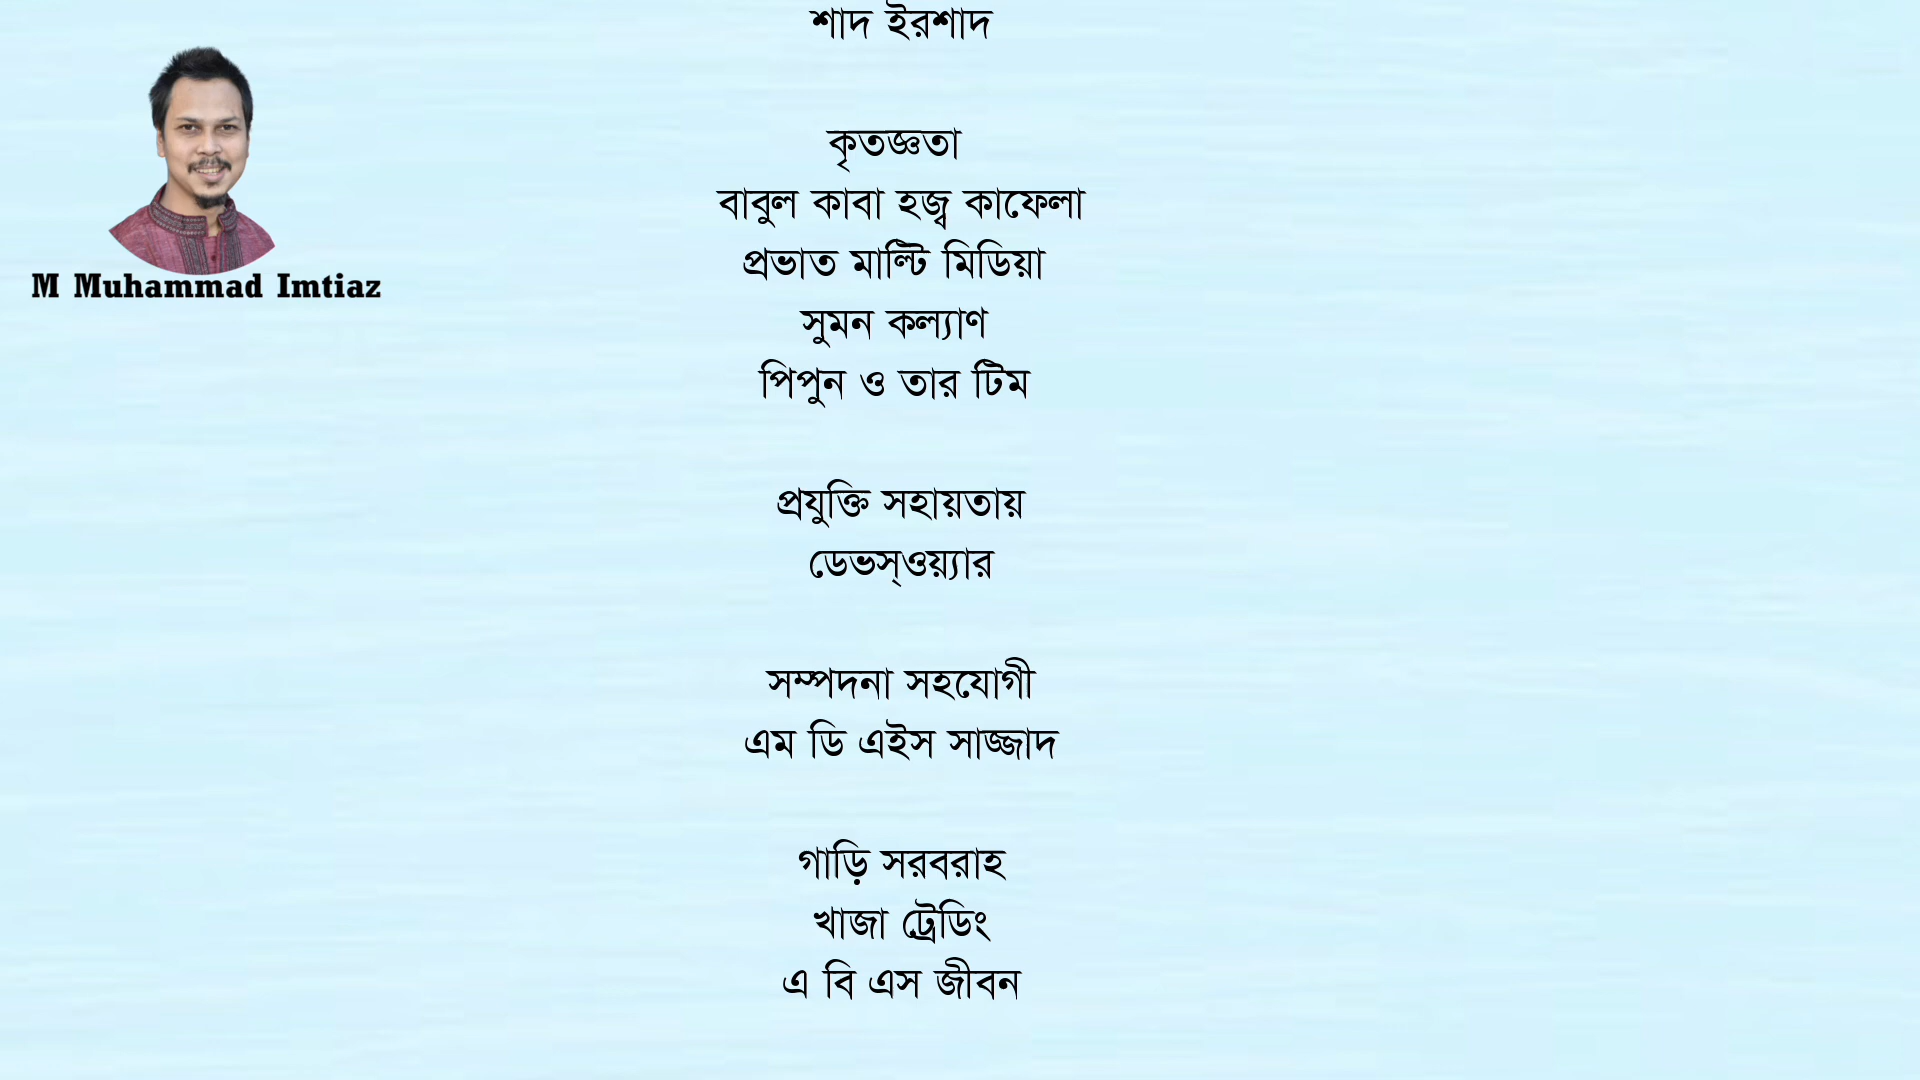 শাদ ইরশাদ
কৃতজ্ঞতা
বাবুল কাবা হজ্ব কাফেলা
প্রভাত মাল্টি মিডিয়া
সুমন কল্যাণ
পিপুন ও তার টিম
প্রযুক্তি সহায়তায়
ডেভস্ওয়্যার
সম্পদনা সহযোগী
এম ডি এইস সাজ্জাদ
গাড়ি সরবরাহ
খাজা ট্রেডিং
এ বি এস জীবন
M Muhammad Imtiaz